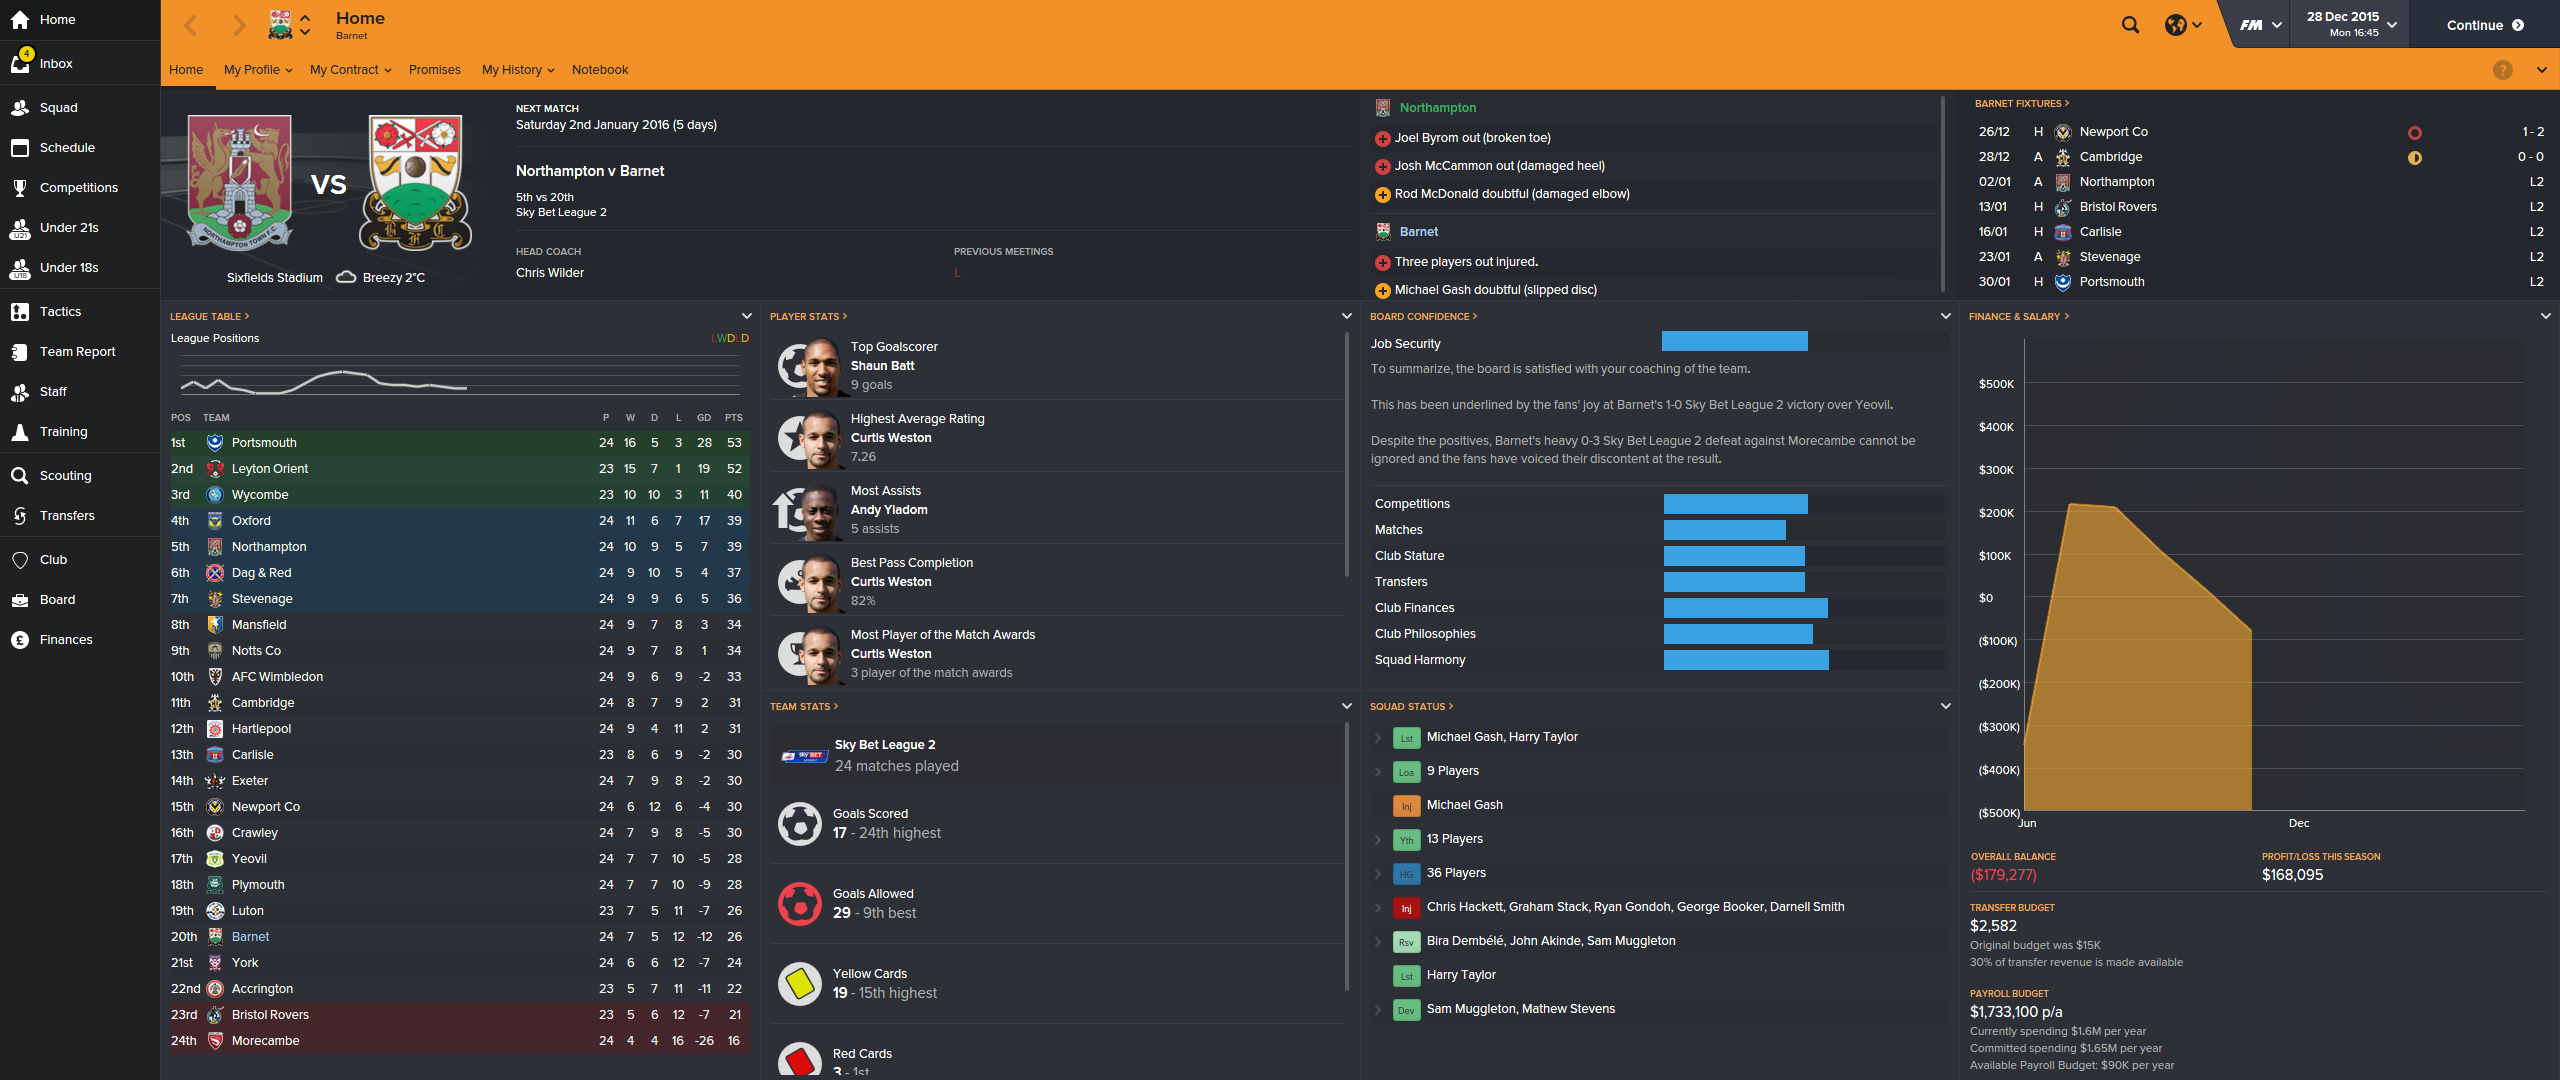 Home
4
Inbox
Squad
Schedule
Competitions
U21
Under 21s
U18
Under 18s
Tactics
Team Report
Staff
Training
Scouting
Transfers
Club
Board
£ Finances
Home
Barnet
FM
28 Dec 2015
Mon 16:45
Continue
Home My Profile My Contract Promises My History Notebook
?
NORTHAMPTON TOWN F.C.
VS
B F C
Sixfields Stadium Breezy 2°C
NEXT MATCH
Saturday 2nd January 2016 (5 days)
Northampton v Barnet
5th vs 20th
Sky Bet League 2
HEAD COACH
Chris Wilder
PREVIOUS MEETINGS
L
Northampton
Joel Byrom out (broken toe)
Josh McCammon out (damaged heel)
Rod McDonald doubtful (damaged elbow)
Barnet
Three players out injured.
Michael Gash doubtful (slipped disc)
BARNET FIXTURES >
26/12 H Newport Co 1 - 2
28/12 A Cambridge 0 - 0
02/01 A Northampton L2
13/01 H Bristol Rovers L2
16/01 H Carlisle L2
23/01 A Stevenage L2
30/01 H Portsmouth L2
LEAGUE TABLE >
League Positions LWDLD
POS TEAM P W D L GD PTS
1st Portsmouth 24 16 5 3 28 53
2nd Leyton Orient 23 15 7 1 19 52
3rd Wycombe 23 10 10 3 11 40
4th Oxford 24 11 6 7 17 39
5th Northampton 24 10 9 5 7 39
6th Dag & Red 24 9 10 5 4 37
7th Stevenage 24 9 9 6 5 36
8th Mansfield 24 9 7 8 3 34
9th Notts Co 24 9 7 8 1 34
10th AFC Wimbledon 24 9 6 9 -2 33
11th Cambridge 24 8 7 9 2 31
12th Hartlepool 24 9 4 11 2 31
13th Carlisle 23 8 6 9 -2 30
14th Exeter 24 7 9 8 -2 30
15th Newport Co 24 6 12 6 -4 30
16th Crawley 24 7 9 8 -5 30
17th Yeovil 24 7 7 10 -5 28
18th Plymouth 24 7 7 10 -9 28
19th Luton 23 7 5 11 -7 26
20th Barnet 24 7 5 12 -12 26
21st York 24 6 6 12 -7 24
22nd Accrington 23 5 7 11 -11 22
23rd Bristol Rovers 23 5 6 12 -7 21
24th Morecambe 24 4 4 16 -26 16
PLAYER STATS >
Top Goalscorer
Shaun Batt
9 goals
Highest Average Rating
Curtis Weston
7.26
Most Assists
Andy Yiadom
5 assists
Best Pass Completion
Curtis Weston
82%
Most Player of the Match Awards
Curtis Weston
3 player of the match awards
TEAM STATS >
sky BET
Sky Bet League 2
24 matches played
Goals Scored
17 - 24th highest
Goals Allowed
29 - 9th best
Yellow Cards
19 - 15th highest
Red Cards
3 - 1st
BOARD CONFIDENCE >
Job Security
To summarize, the board is satisfied with your coaching of the team.
This has been underlined by the fans' joy at Barnet's 1-0 Sky Bet League 2 victory over Yeovil.
Despite the positives, Barnet's heavy 0-3 Sky Bet League 2 defeat against Morecambe cannot be
ignored and the fans have voiced their discontent at the result.
Competitions
Matches
Club Stature
Transfers
Club Finances
Club Philosophies
Squad Harmony
SQUAD STATUS >
Lst Michael Gash, Harry Taylor
Loa 9 Players
Inj Michael Gash
Yth 13 Players
HG 36 Players
Inj Chris Hackett, Graham Stack, Ryan Gondoh, George Booker, Darnell Smith
Rsv Bira Dembélé, John Akinde, Sam Muggleton
Lst Harry Taylor
Dev Sam Muggleton, Mathew Stevens
FINANCE & SALARY >
$500K
$400K
$300K
$200K
$100K
$0
($100K)
($200K)
($300K)
($400K)
($500K)
Jun Dec
OVERALL BALANCE
($179,277)
PROFIT/LOSS THIS SEASON
$168,095
TRANSFER BUDGET
$2,582
Original budget was $15K
30% of transfer revenue is made available
PAYROLL BUDGET
$1,733,100 p/a
Currently spending $1.6M per year
Committed spending $1.65M per year
Available Payroll Budget: $90K per year